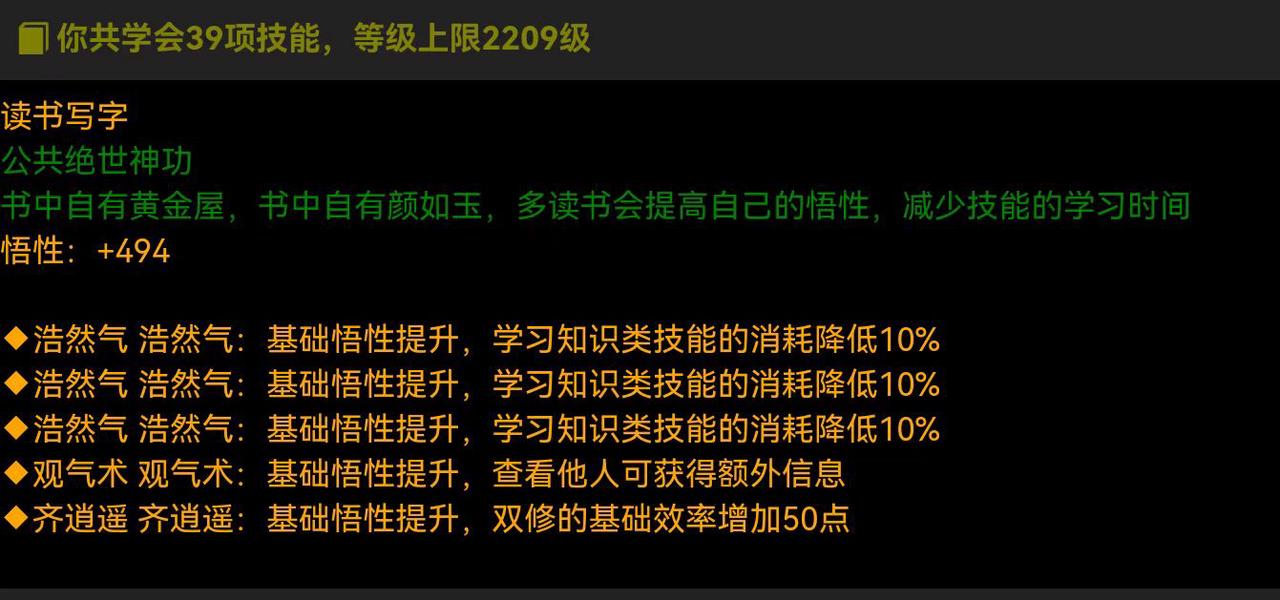 你共学会39项技能，等级上限2209级
读书写字
公共绝世神功
书中自有黄金屋，书中自有颜如玉，多读书会提高自己的悟性，减少技能的学习时间
悟性：+494
◆浩然气 浩然气：基础悟性提升，学习知识类技能的消耗降低10%
◆浩然气 浩然气：基础悟性提升，学习知识类技能的消耗降低10%
◆浩然气 浩然气：基础悟性提升，学习知识类技能的消耗降低10%
◆观气术 观气术：基础悟性提升，查看他人可获得额外信息
◆齐逍遥 齐逍遥：基础悟性提升，双修的基础效率增加50点